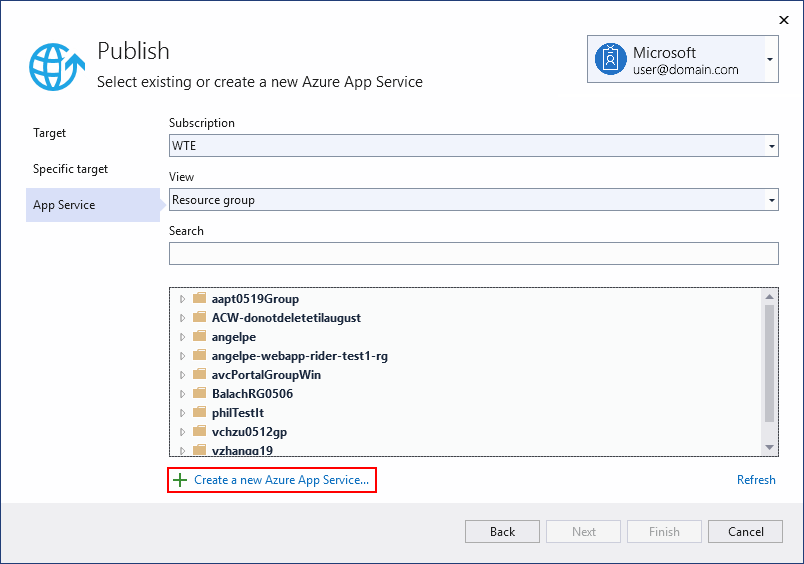 Publish
Select existing or create a new Azure App Service
Microsoft
user@domain.com
Target
Specific target
App Service
Subscription
WTE
View
Resource group
Search
aapt0519Group
ACW-donotdeletetilaugust
angelpe
angelpe-webapp-rider-test1-rg
avcPortalGroupWin
BalachRG0506
philTestIt
vchzu0512gp
vzhanqq19
Create a new Azure App Service...
Refresh
Back
Next
Finish
Cancel